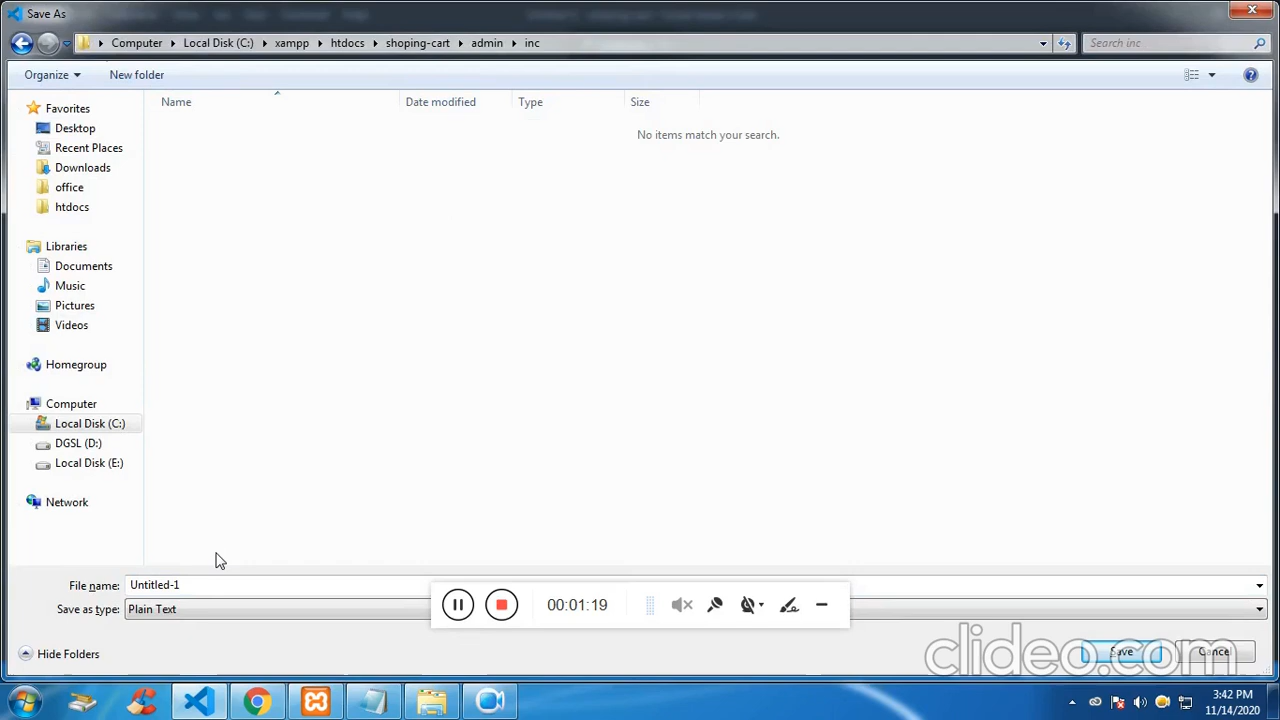 Save As
Computer Local Disk (C:) xampp htdocs shoping-cart admin inc Search inc
Organize New folder
Name Date modified Type Size
No items match your search.
Favorites
Desktop
Recent Places
Downloads
office
htdocs
Libraries
Documents
Music
Pictures
Videos
Homegroup
Computer
Local Disk (C:)
DGSL (D:)
Local Disk (E:)
Network
File name: Untitled-1
Save as type: Plain Text
00:01:19
Hide Folders
Save Cancel
clideo.com
3:42 PM
11/14/2020